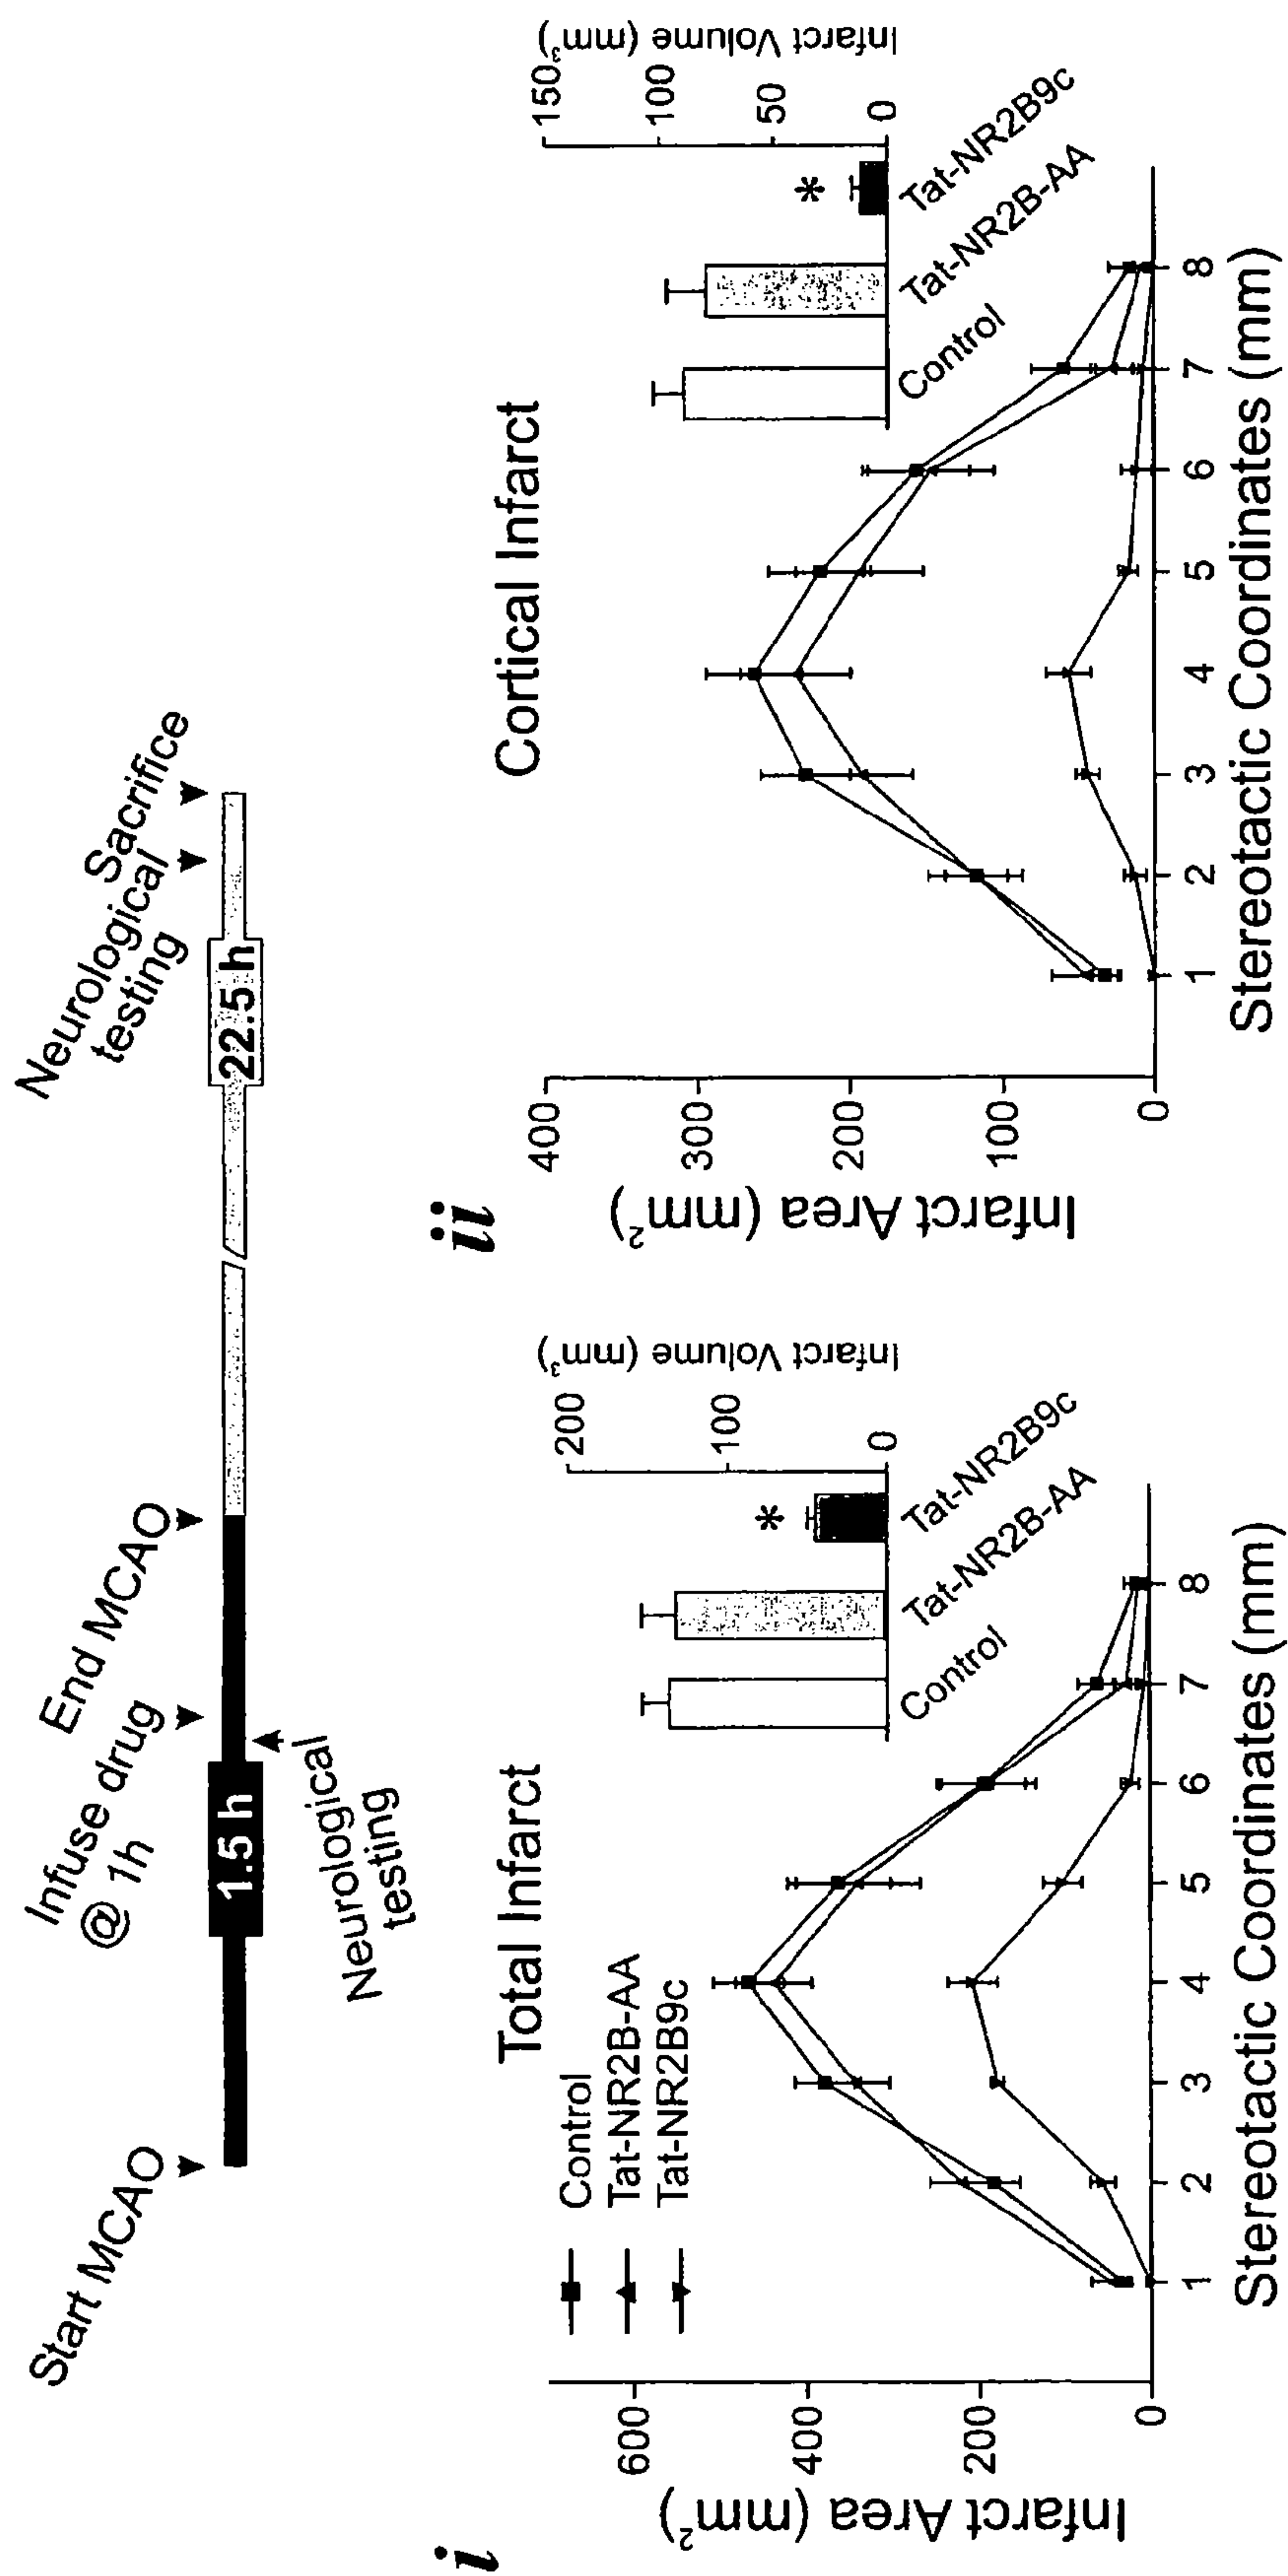 Start MCAO
Infuse drug
@ 1h
End MCAO
Neurological
testing
Sacrifice
1.5 h
22.5 h
Neurological
testing
i
Total Infarct
Control
Tat-NR2B-AA
Tat-NR2B9c
Infarct Area (mm2)
600
400
200
0
1 2 3 4 5 6 7 8
Stereotactic Coordinates (mm)
Infarct Volume (mm3)
200
100
0
*
Control
Tat-NR2B-AA
Tat-NR2B9c
ii
Cortical Infarct
Infarct Area (mm2)
400
300
200
100
0
1 2 3 4 5 6 7 8
Stereotactic Coordinates (mm)
Infarct Volume (mm3)
150
100
50
0
*
Control
Tat-NR2B-AA
Tat-NR2B9c